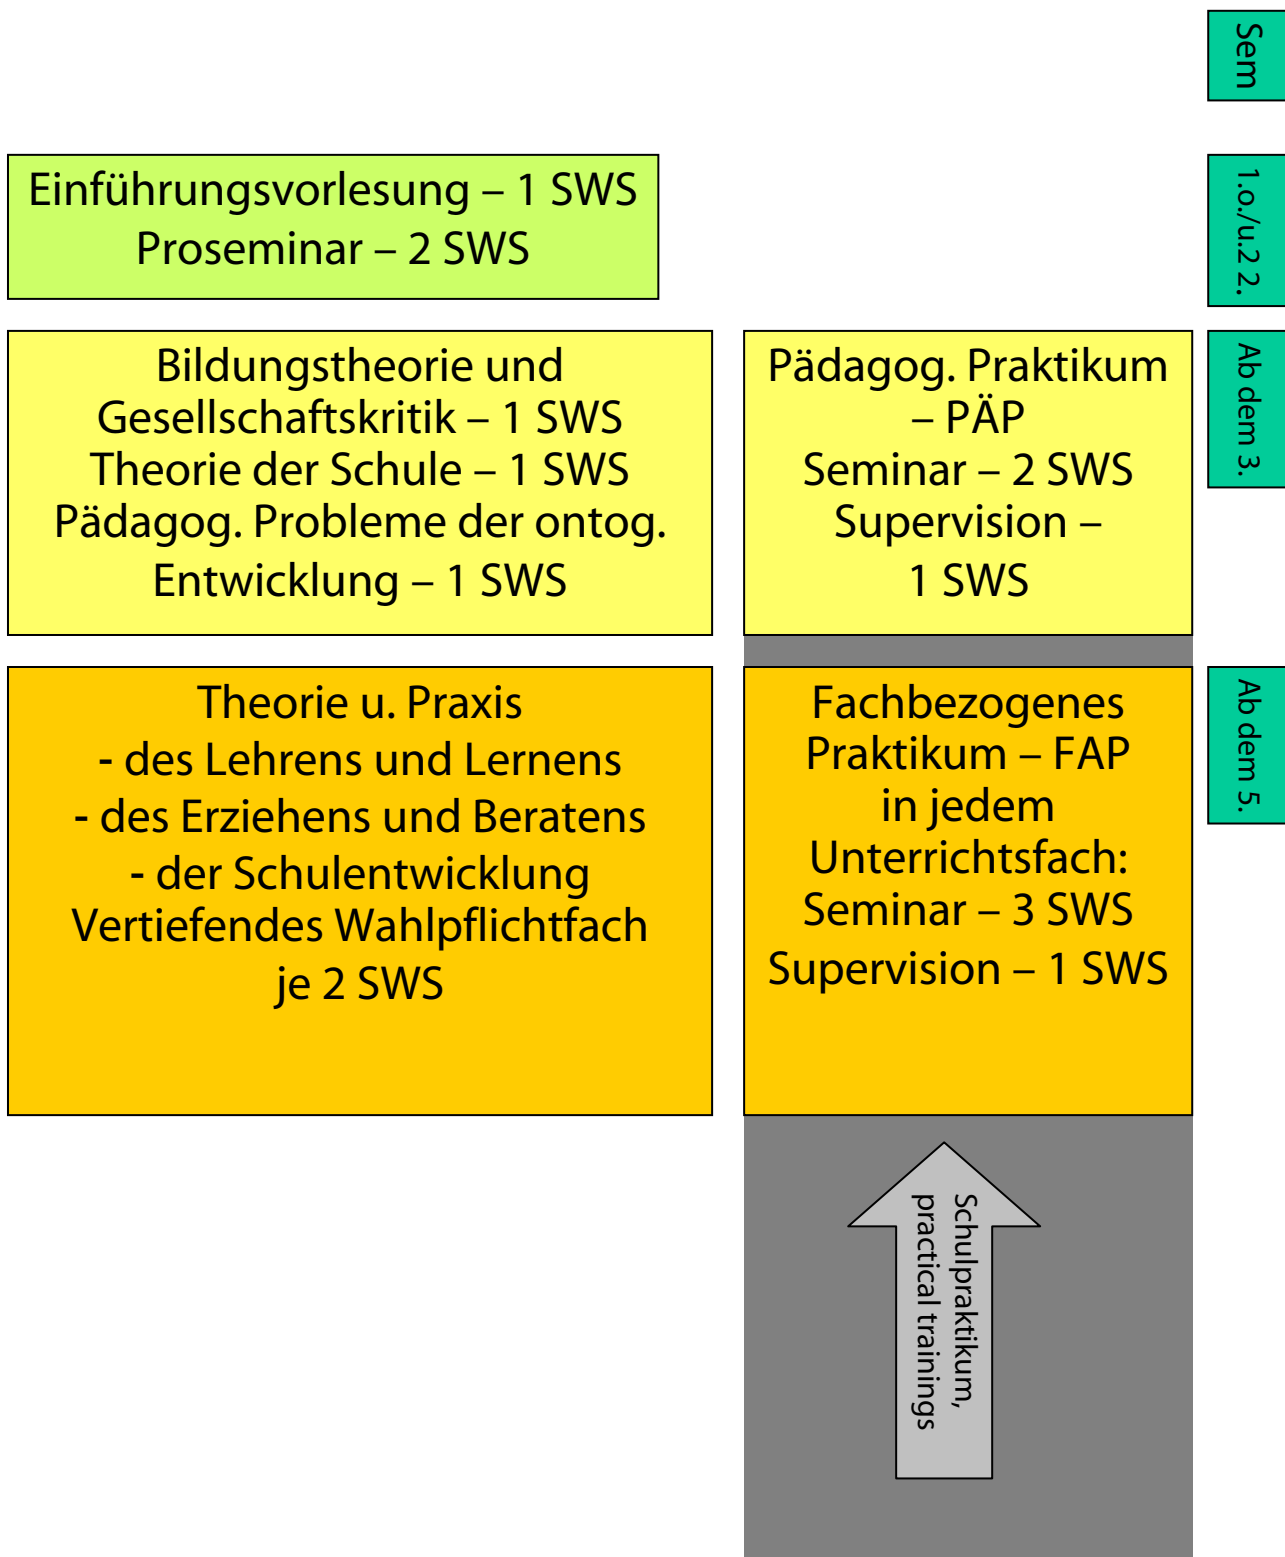 Sem
Einführungsvorlesung – 1 SWS
Proseminar – 2 SWS
1.o./u.2 2.
Bildungstheorie und
Gesellschaftskritik – 1 SWS
Theorie der Schule – 1 SWS
Pädagog. Probleme der ontog.
Entwicklung – 1 SWS
Pädagog. Praktikum
– PÄP
Seminar – 2 SWS
Supervision –
1 SWS
Ab dem 3.
Theorie u. Praxis
- des Lehrens und Lernens
- des Erziehens und Beratens
- der Schulentwicklung
Vertiefendes Wahlpflichtfach
je 2 SWS
Fachbezogenes
Praktikum – FAP
in jedem
Unterrichtsfach:
Seminar – 3 SWS
Supervision – 1 SWS
Ab dem 5.
Schulpraktikum,
practical trainings